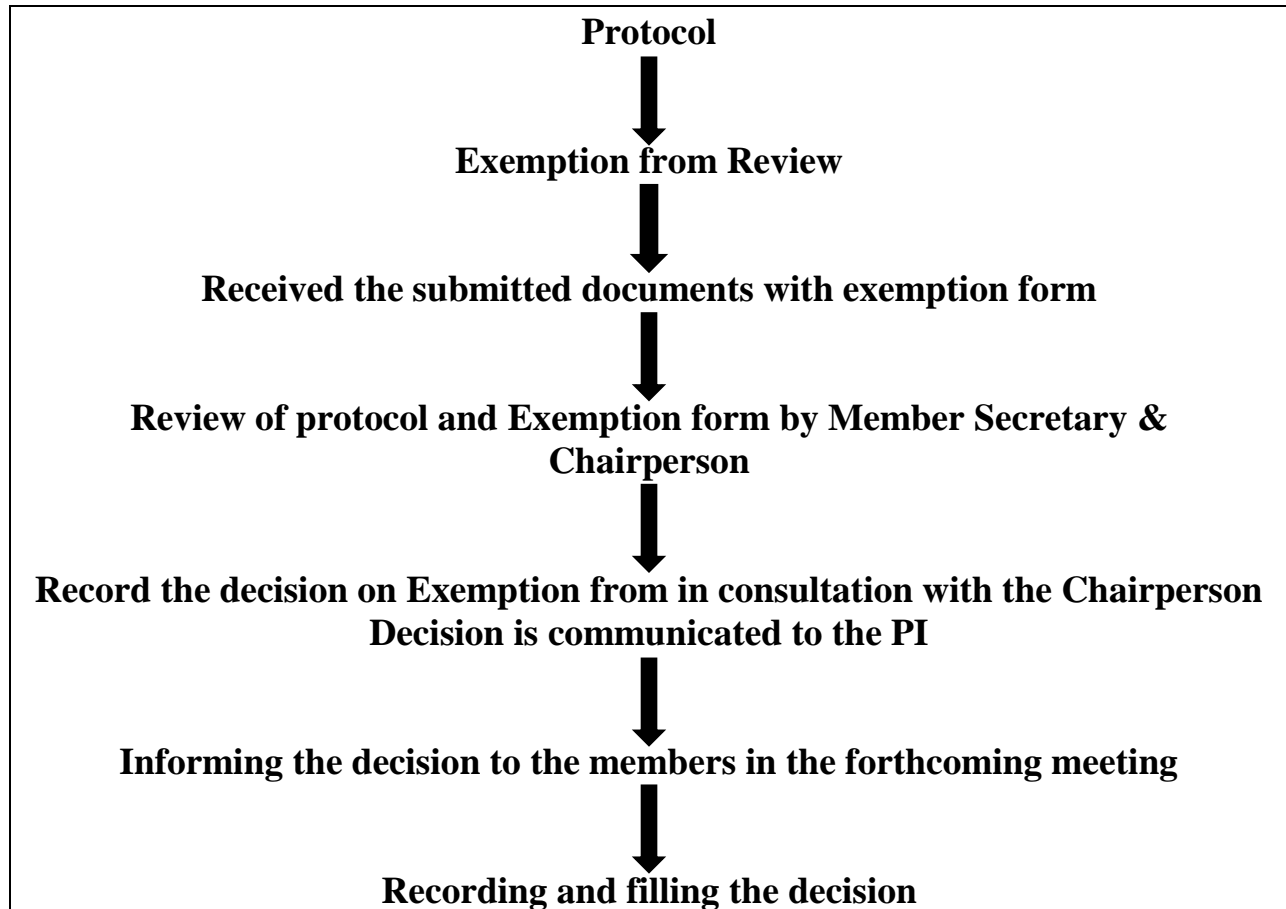 Protocol
Exemption from Review
Received the submitted documents with exemption form
Review of protocol and Exemption form by Member Secretary &
Chairperson
Record the decision on Exemption from in consultation with the Chairperson
Decision is communicated to the PI
Informing the decision to the members in the forthcoming meeting
Recording and filling the decision